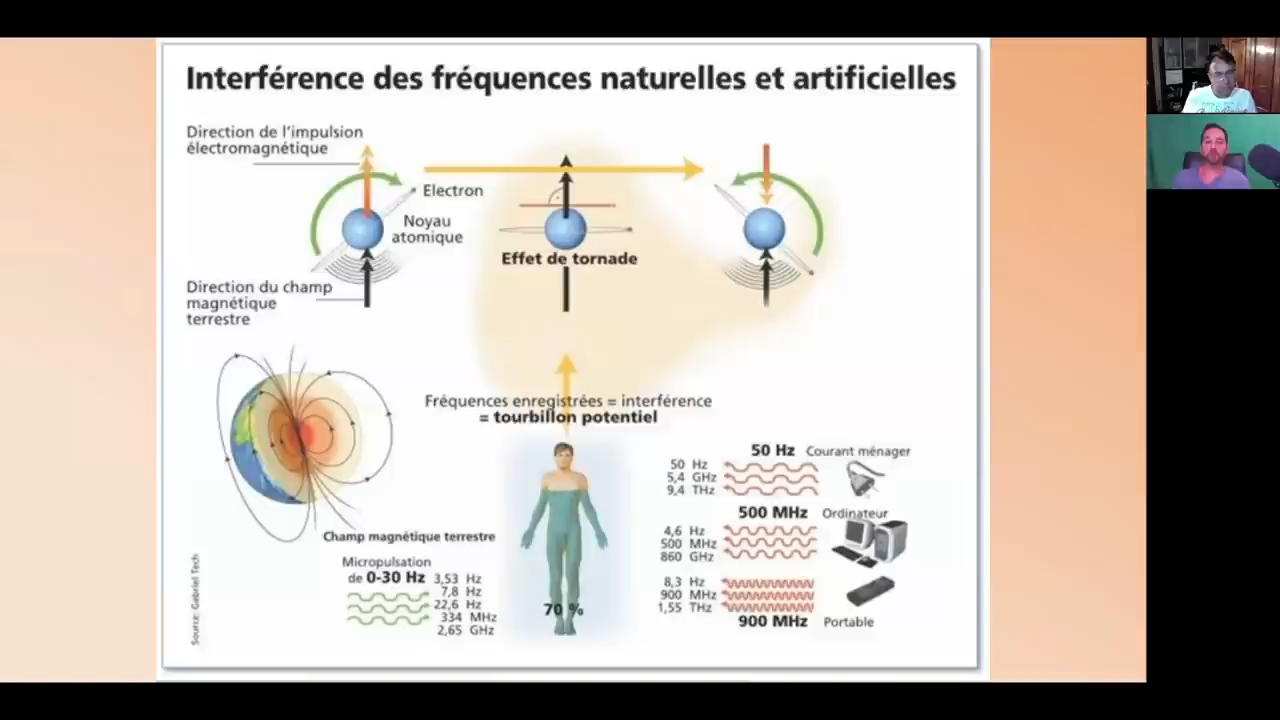 Interférence des fréquences naturelles et artificielles
Direction de l'impulsion
électromagnétique
Electron
Noyau
atomique
Effet de tornade
Direction du champ
magnétique
terrestre
Fréquences enregistrées = interférence
= tourbillon potentiel
Champ magnétique terrestre
Micropulsation
de 0-30 Hz
3,53 Hz
7,8 Hz
22,6 Hz
334 MHz
2,65 GHz
70 %
50 Hz Courant ménager
50 Hz
5,4 GHz
9,4 THz
500 MHz Ordinateur
4,6 Hz
500 MHz
860 GHz
8,3 Hz
900 MHz
1,55 THz
900 MHz Portable
Source: Gabriel Tech